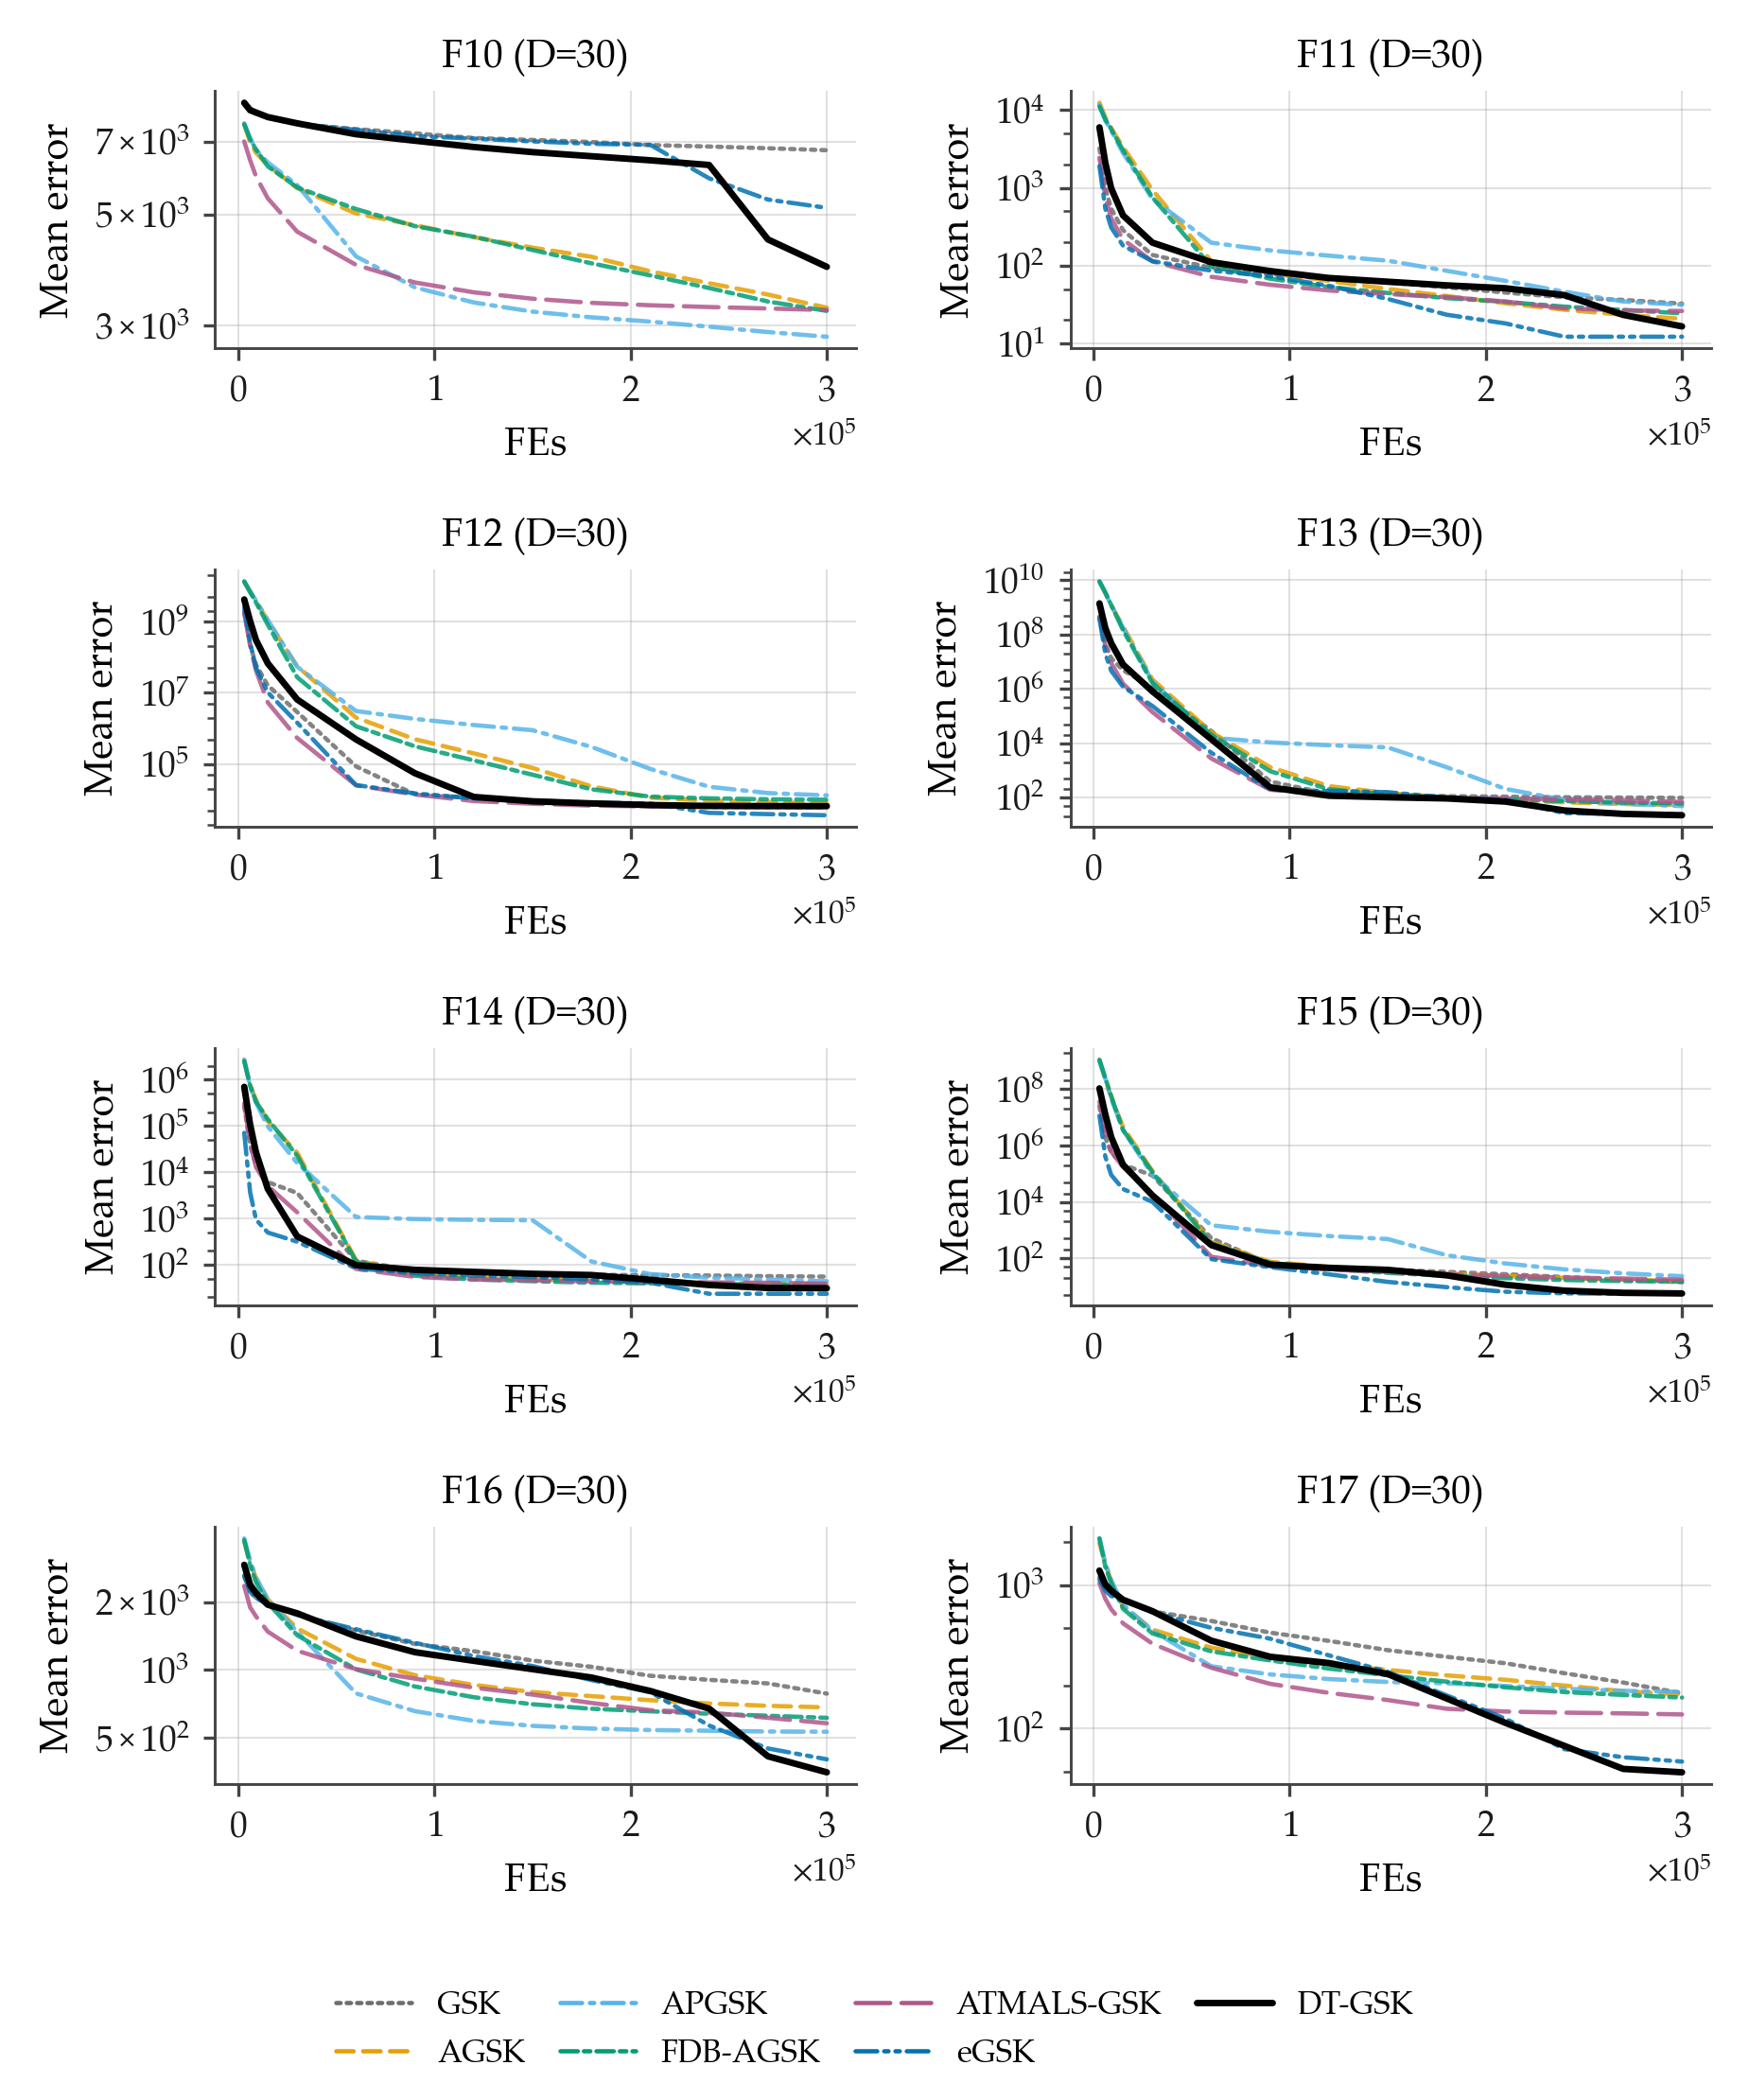 F10 (D=30)
Mean error
7×10³
5×10³
3×10³
0 1 2 3
×10⁵
FEs
F11 (D=30)
Mean error
10⁴
10³
10²
10¹
0 1 2 3
×10⁵
FEs
F12 (D=30)
Mean error
10⁹
10⁷
10⁵
0 1 2 3
×10⁵
FEs
F13 (D=30)
Mean error
10¹⁰
10⁸
10⁶
10⁴
10²
0 1 2 3
×10⁵
FEs
F14 (D=30)
Mean error
10⁶
10⁵
10⁴
10³
10²
0 1 2 3
×10⁵
FEs
F15 (D=30)
Mean error
10⁸
10⁶
10⁴
10²
0 1 2 3
×10⁵
FEs
F16 (D=30)
Mean error
2×10³
10³
5×10²
0 1 2 3
×10⁵
FEs
F17 (D=30)
Mean error
10³
10²
0 1 2 3
×10⁵
FEs
GSK APGSK ATMALS-GSK DT-GSK
AGSK FDB-AGSK eGSK